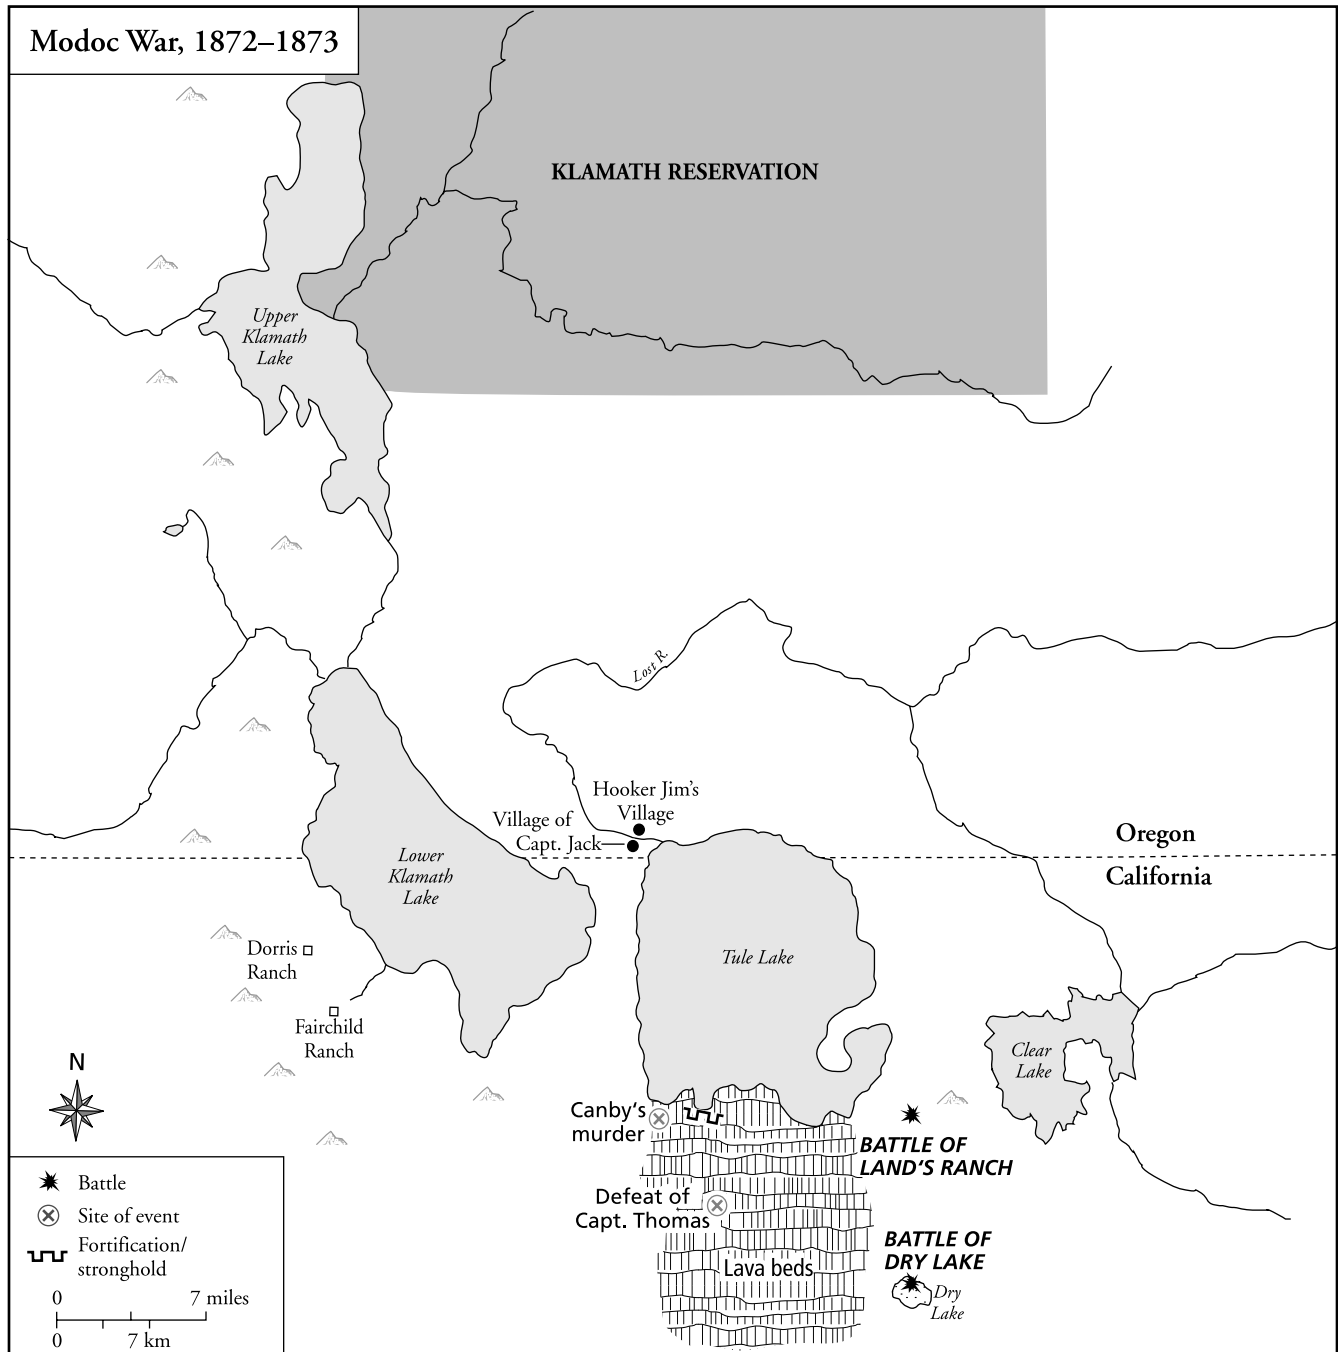 Modoc War, 1872–1873
KLAMATH RESERVATION
Upper
Klamath
Lake
Lost R.
Hooker Jim's
Village
Village of
Capt. Jack
Oregon
California
Lower
Klamath
Lake
Dorris
Ranch
Tule Lake
Fairchild
Ranch
Clear
Lake
N
Canby's
murder
BATTLE OF
LAND'S RANCH
Defeat of
Capt. Thomas
BATTLE OF
DRY LAKE
Lava beds
Dry
Lake
Battle
Site of event
Fortification/
stronghold
0 7 miles
0 7 km